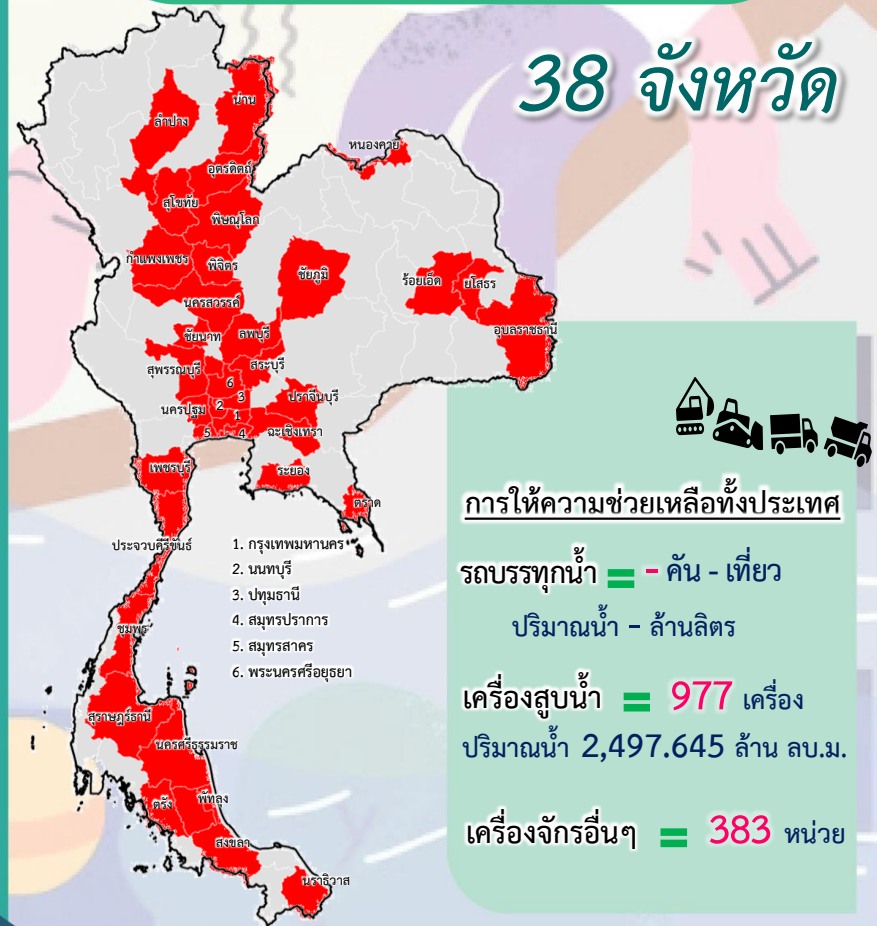 38 จังหวัด
น่าน
ลำปาง
หนองคาย
อุตรดิตถ์
สุโขทัย
พิษณุโลก
กำแพงเพชร
พิจิตร
ชัยภูมิ
ร้อยเอ็ด
ยโสธร
นครสวรรค์
อุบลราชธานี
ชัยนาท
ลพบุรี
สุพรรณบุรี
สระบุรี
6
3
ปราจีนบุรี
นครปฐม
2
1
5
4
ฉะเชิงเทรา
เพชรบุรี
ระยอง
ตราด
ประจวบคีรีขันธ์
1. กรุงเทพมหานคร
2. นนทบุรี
3. ปทุมธานี
4. สมุทรปราการ
5. สมุทรสาคร
6. พระนครศรีอยุธยา
ชุมพร
สุราษฎร์ธานี
นครศรีธรรมราช
ตรัง
พัทลุง
สงขลา
นราธิวาส
การให้ความช่วยเหลือทั้งประเทศ
รถบรรทุกน้ำ = - คัน - เที่ยว
ปริมาณน้ำ - ล้านลิตร
เครื่องสูบน้ำ = 977 เครื่อง
ปริมาณน้ำ 2,497.645 ล้าน ลบ.ม.
เครื่องจักรอื่นๆ = 383 หน่วย